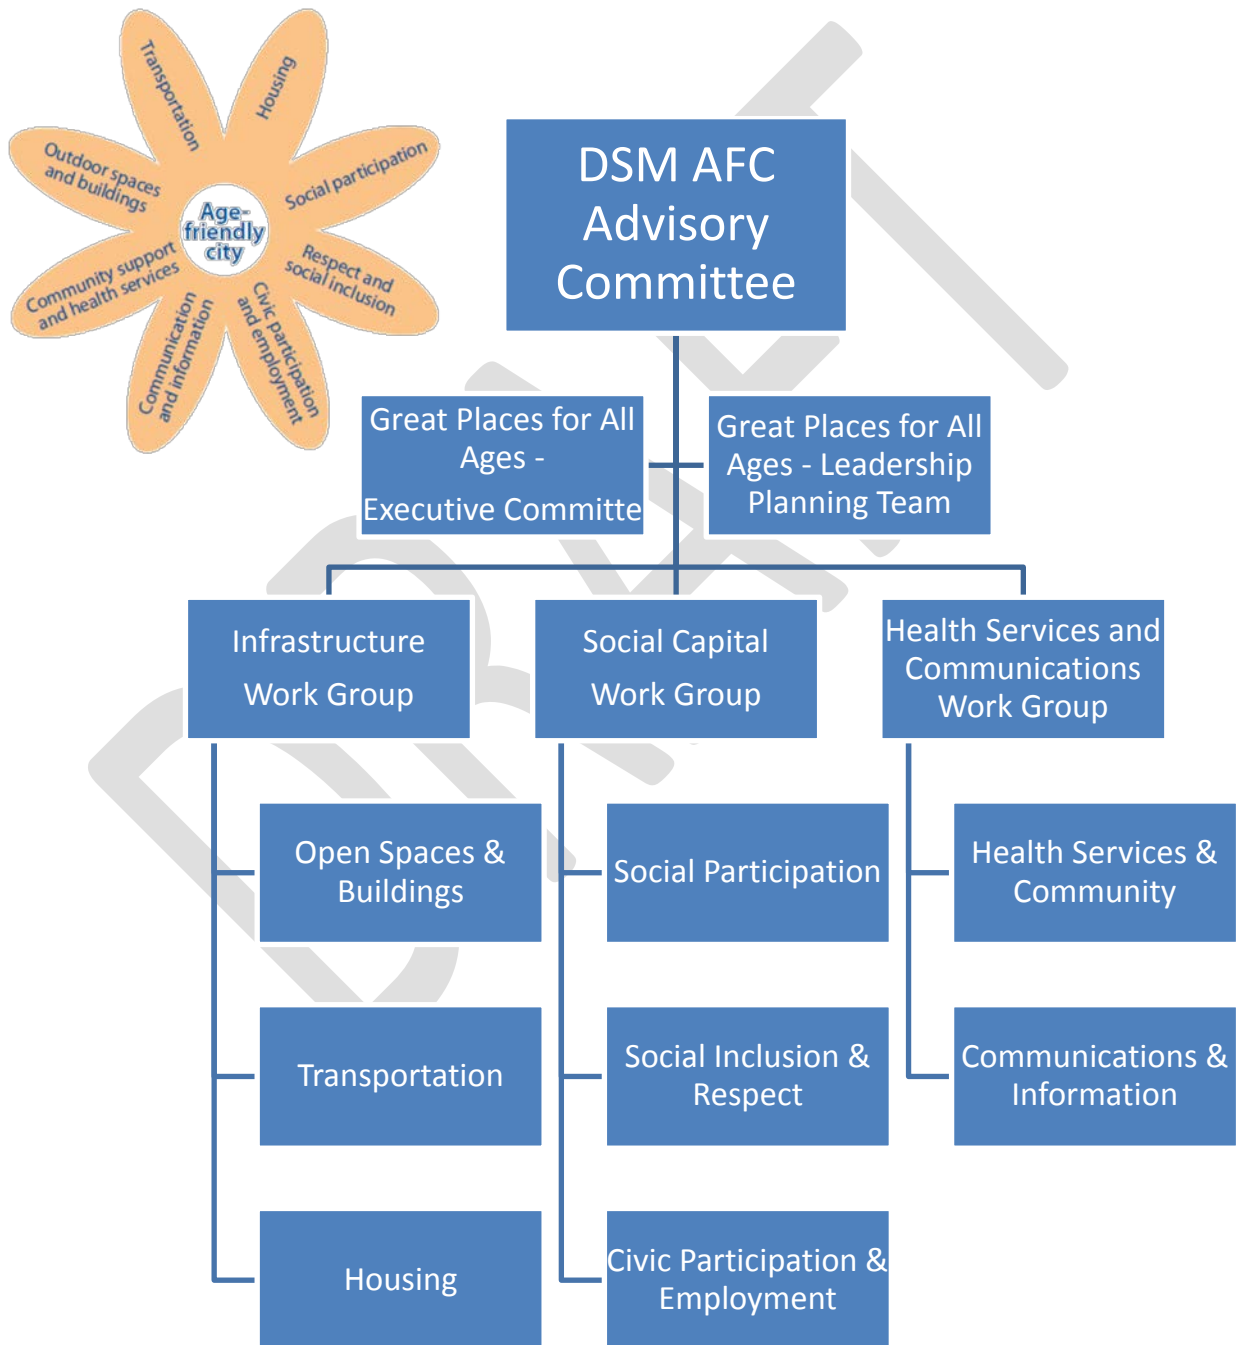 Transportation
Housing
Outdoor spaces
and buildings
Social participation
Age-
friendly
city
Community support
and health services
Respect and
social inclusion
Communication
and information
Civic participation
and employment
DRAFT
DSM AFC
Advisory
Committee
Great Places for All
Ages -
Executive Committe
Great Places for All
Ages - Leadership
Planning Team
Infrastructure
Work Group
Social Capital
Work Group
Health Services and
Communications
Work Group
Open Spaces &
Buildings
Social Participation
Health Services &
Community
Transportation
Social Inclusion &
Respect
Communications &
Information
Housing
Civic Participation &
Employment